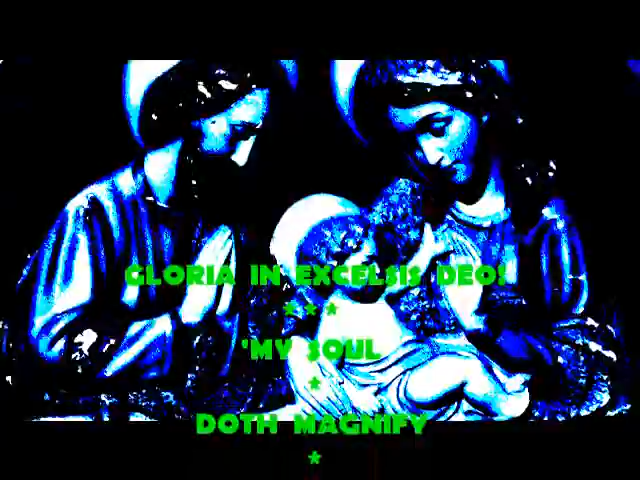 GLORIA IN EXCELSIS DEO!
* * *
'MY SOUL
*
DOTH MAGNIFY
*